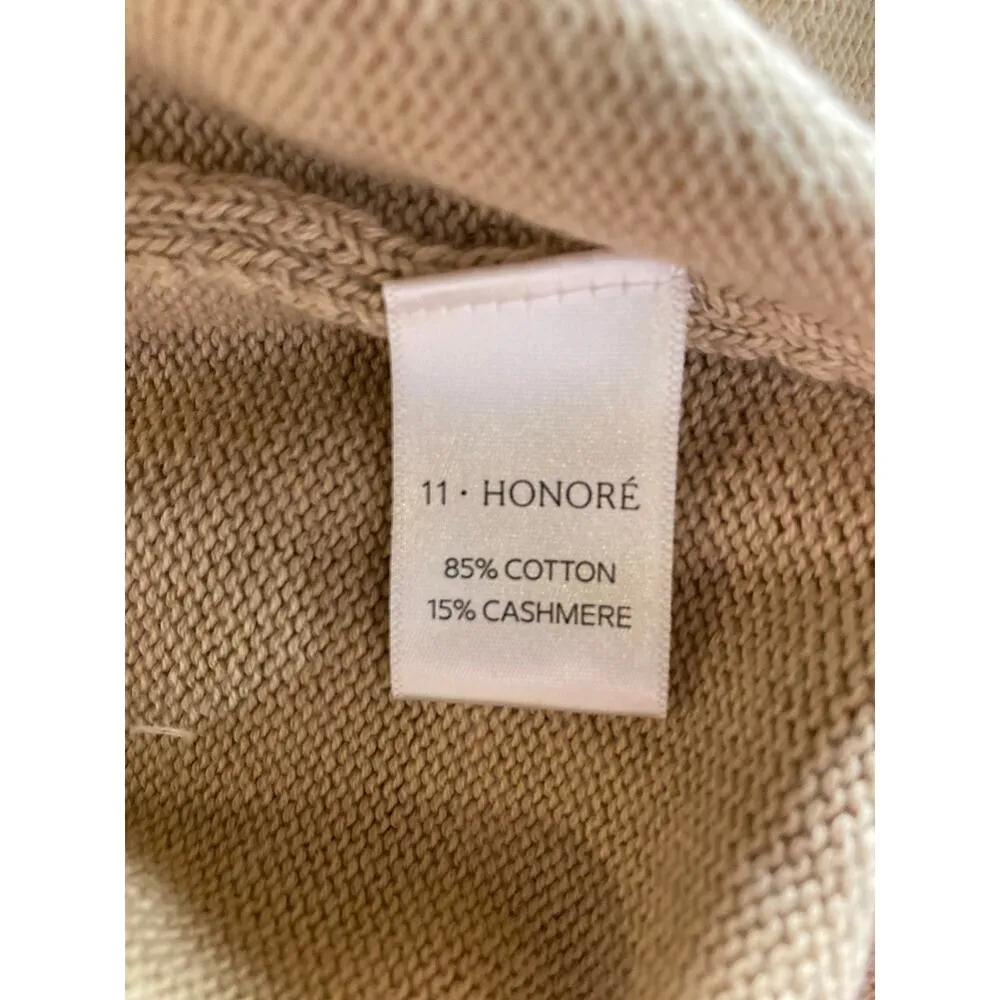 11 · HONORÉ
85% COTTON
15% CASHMERE